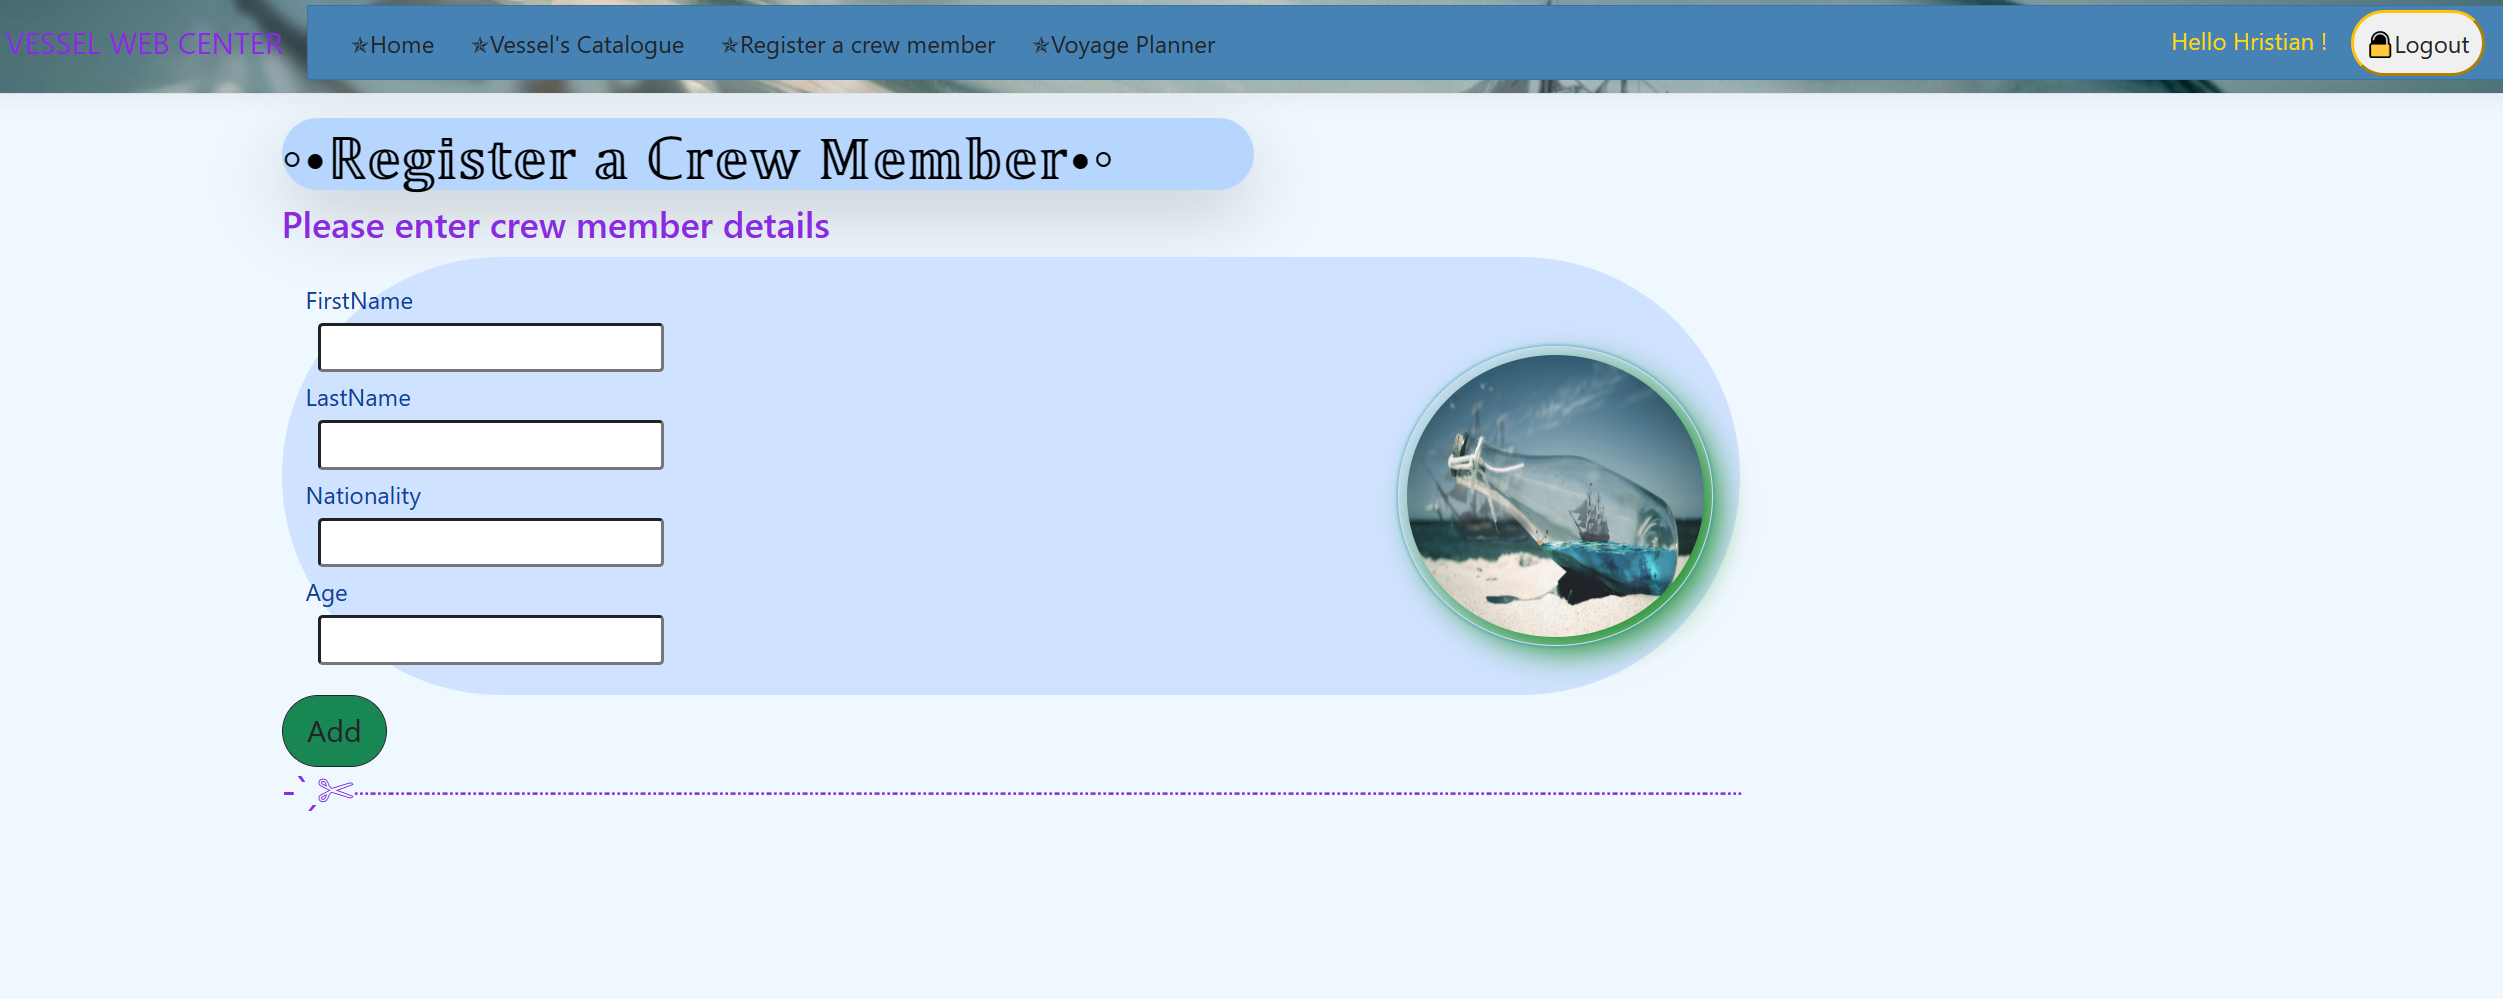 VESSEL WEB CENTER
✯Home ✯Vessel's Catalogue ✯Register a crew member ✯Voyage Planner
Hello Hristian !
🔒Logout
◦•ℝ𝕖𝕘𝕚𝕤𝕥𝕖𝕣 𝕒 ℂ𝕣𝕖𝕨 𝕄𝕖𝕞𝕓𝕖𝕣•◦
Please enter crew member details
FirstName
LastName
Nationality
Age
Add
-ˋˏ✄┈┈┈┈┈┈┈┈┈┈┈┈┈┈┈┈┈┈┈┈┈┈┈┈┈┈┈┈┈┈